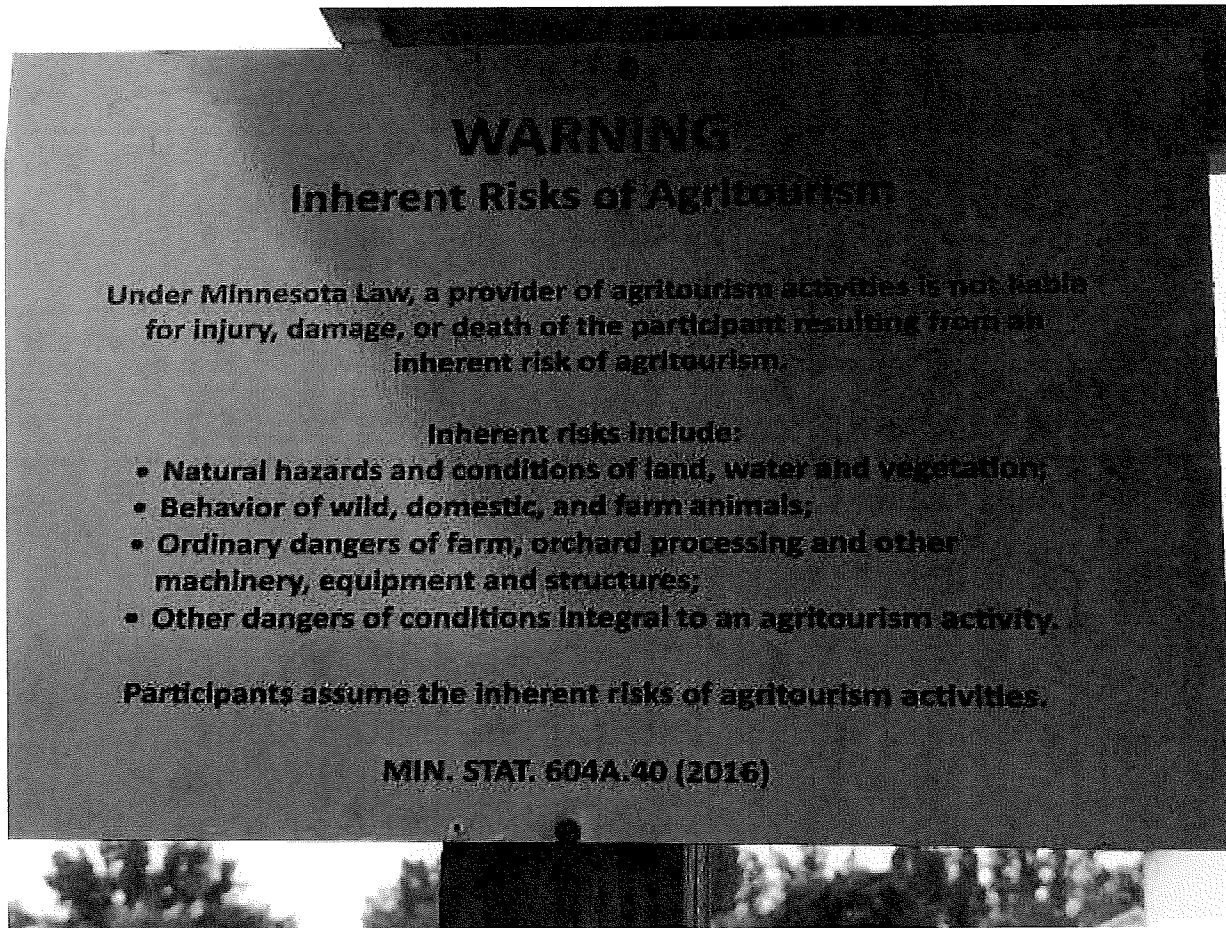 WARNING
Inherent Risks of Agritourism
Under Minnesota Law, a provider of agritourism activities is not liable
for injury, damage, or death of the participant resulting from an
inherent risk of agritourism.
Inherent risks include:
• Natural hazards and conditions of land, water and vegetation;
• Behavior of wild, domestic, and farm animals;
• Ordinary dangers of farm, orchard processing and other
machinery, equipment and structures;
• Other dangers of conditions integral to an agritourism activity.
Participants assume the inherent risks of agritourism activities.
MIN. STAT. 604A.40 (2016)